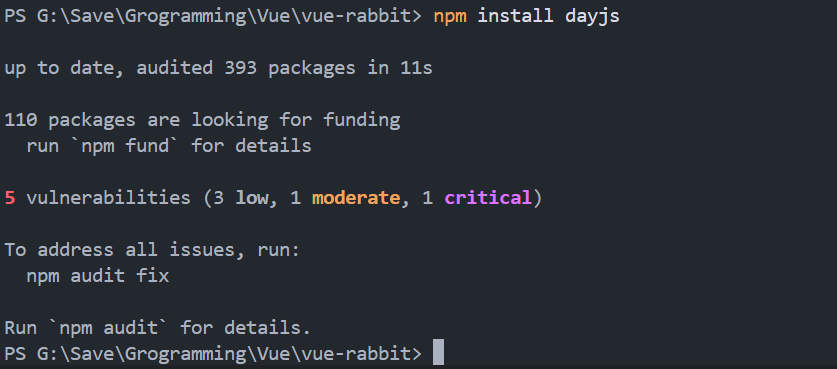 PS G:\Save\Grogramming\Vue\vue-rabbit> npm install dayjs
up to date, audited 393 packages in 11s
110 packages are looking for funding
run `npm fund` for details
5 vulnerabilities (3 low, 1 moderate, 1 critical)
To address all issues, run:
npm audit fix
Run `npm audit` for details.
PS G:\Save\Grogramming\Vue\vue-rabbit>